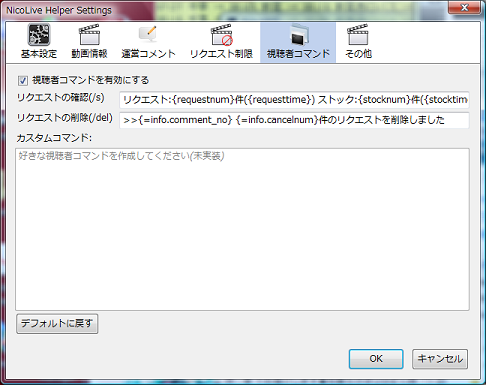 NicoLive Helper Settings
基本設定 動画情報 運営コメント リクエスト制限 視聴者コマンド その他
視聴者コマンドを有効にする
リクエストの確認(/s) リクエスト:{requestnum}件({requesttime}) ストック:{stocknum}件({stocktime
リクエストの削除(/del) >>{=info.comment_no} {=info.cancelnum}件のリクエストを削除しました
カスタムコマンド:
好きな視聴者コマンドを作成してください(未実装)
デフォルトに戻す
OK キャンセル